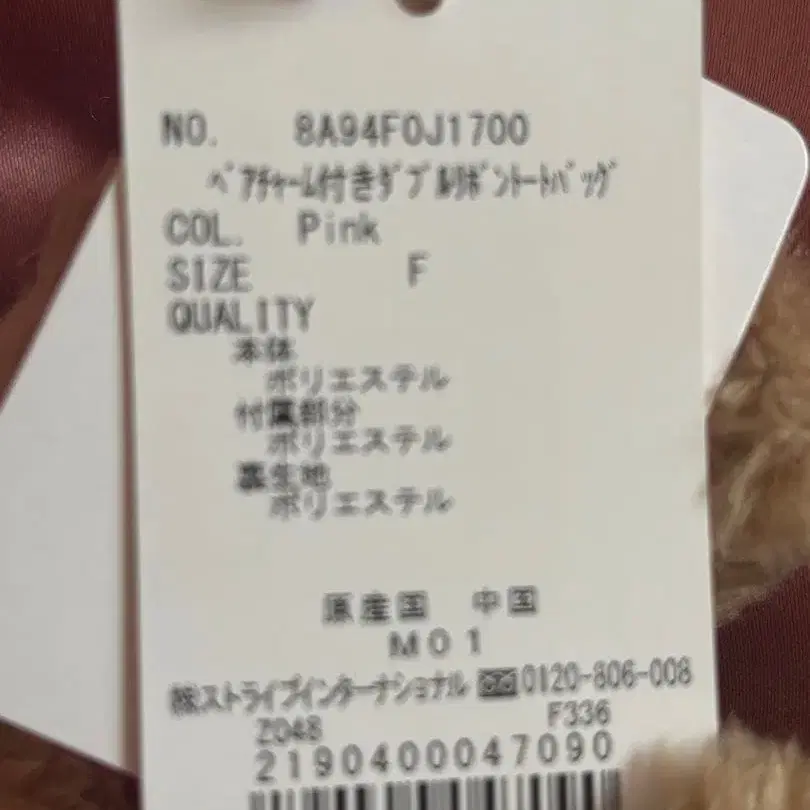 NO. 8A94F0J1700
ベアチャーム付きダブルリボントートバッグ
COL. Pink
SIZE F
QUALITY
本体
ポリエステル
付属部分
ポリエステル
裏生地
ポリエステル
原産国 中国
M01
㈱ストライプインターナショナル 0120-806-008
Z048 F336
2190400047090